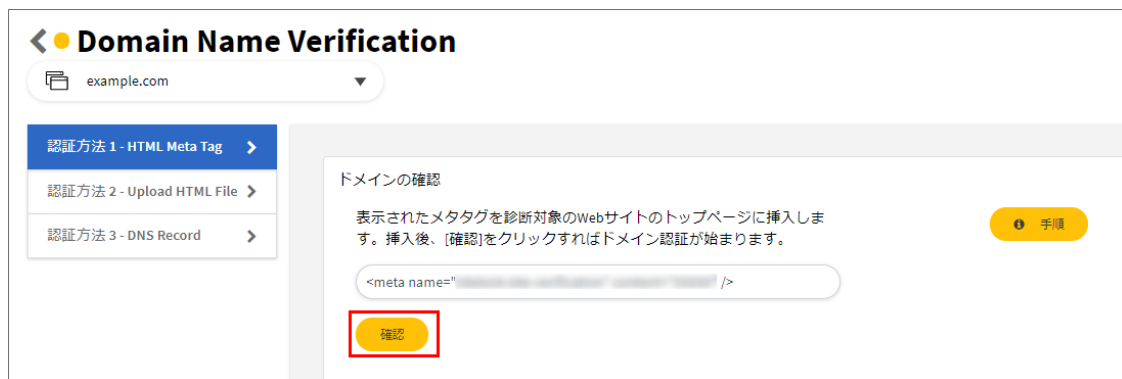 Domain Name Verification
example.com
認証方法 1 - HTML Meta Tag
認証方法 2 - Upload HTML File
認証方法 3 - DNS Record
ドメインの確認
表示されたメタタグを診断対象のWebサイトのトップページに挿入しま
す。挿入後、[確認]をクリックすればドメイン認証が始まります。
手順
<meta name=" " />
確認